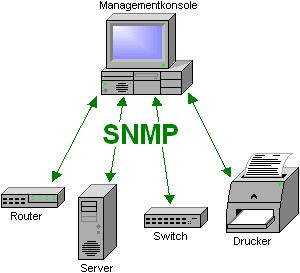 Managementkonsole
SNMP
Router
Server
Switch
Drucker